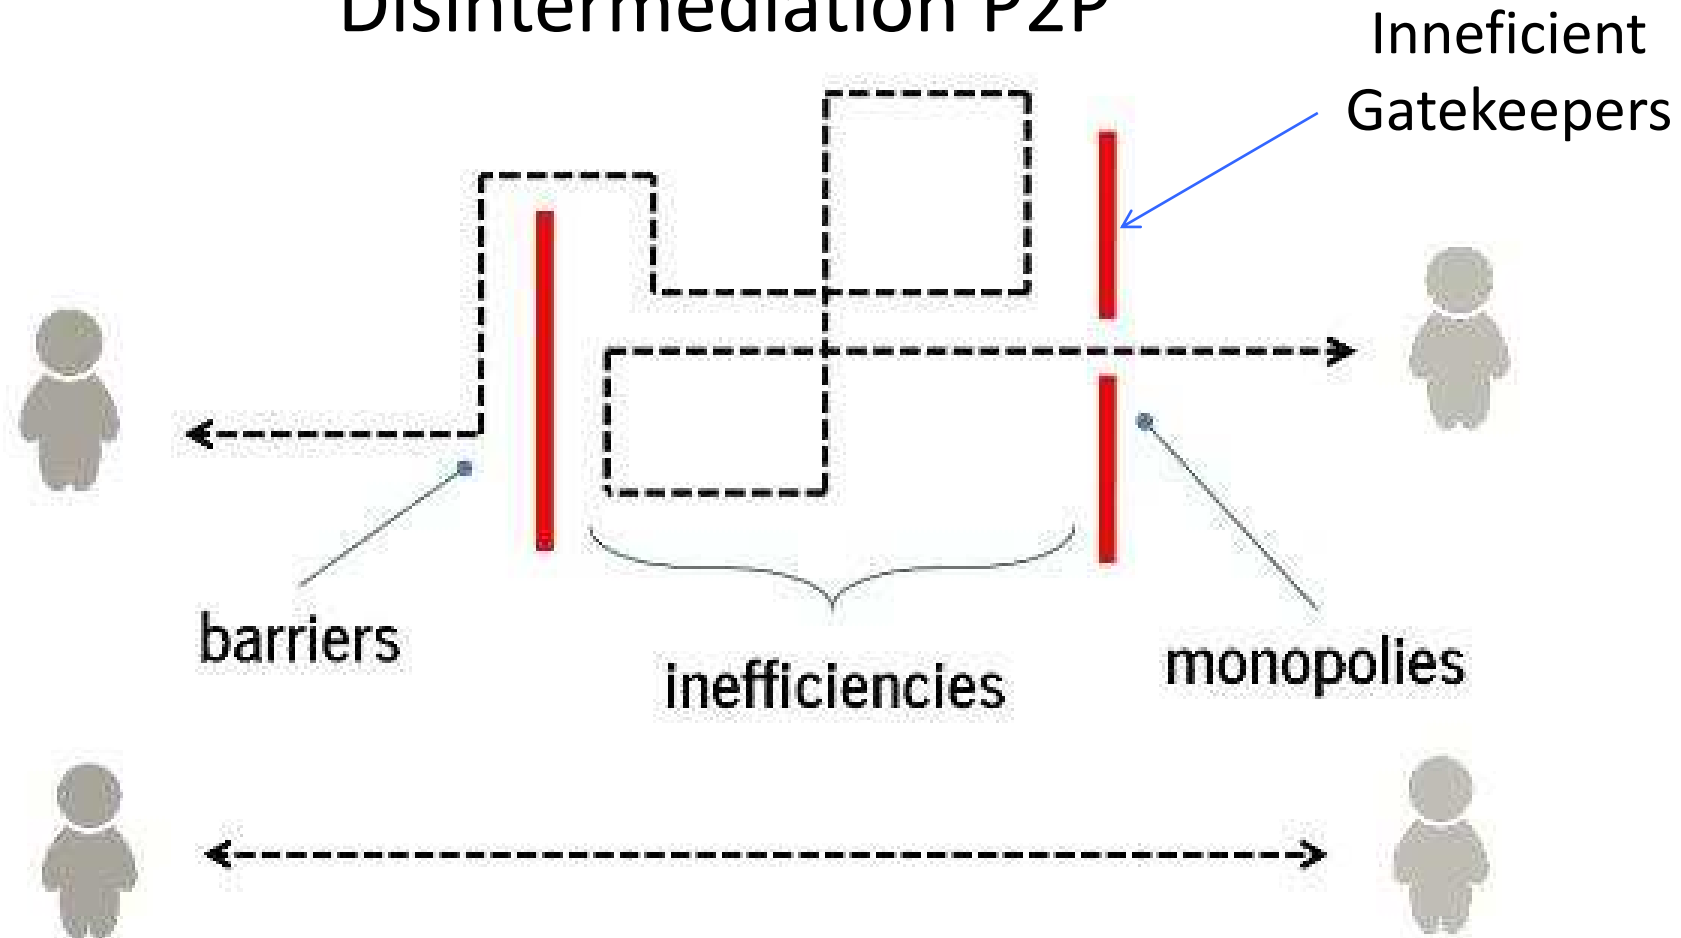 Disintermediation P2P
Inneficient
Gatekeepers
barriers
inefficiencies
monopolies